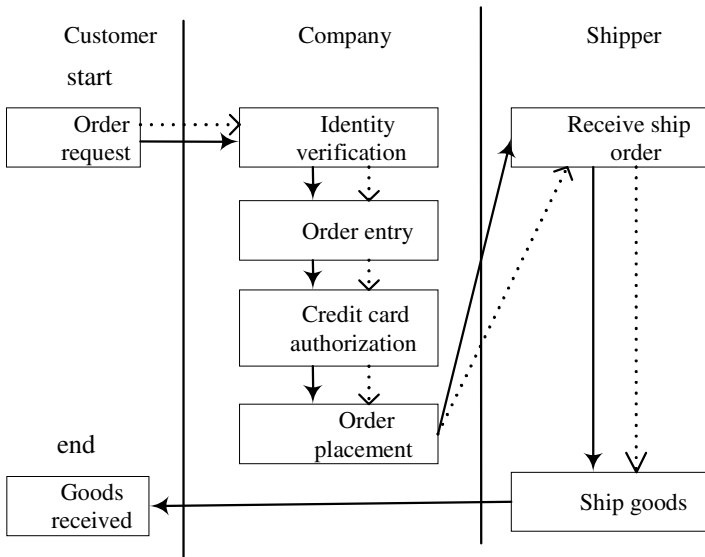 Customer
Company
Shipper
start
Order
request
Identity
verification
Receive ship
order
Order entry
Credit card
authorization
Order
placement
end
Goods
received
Ship goods